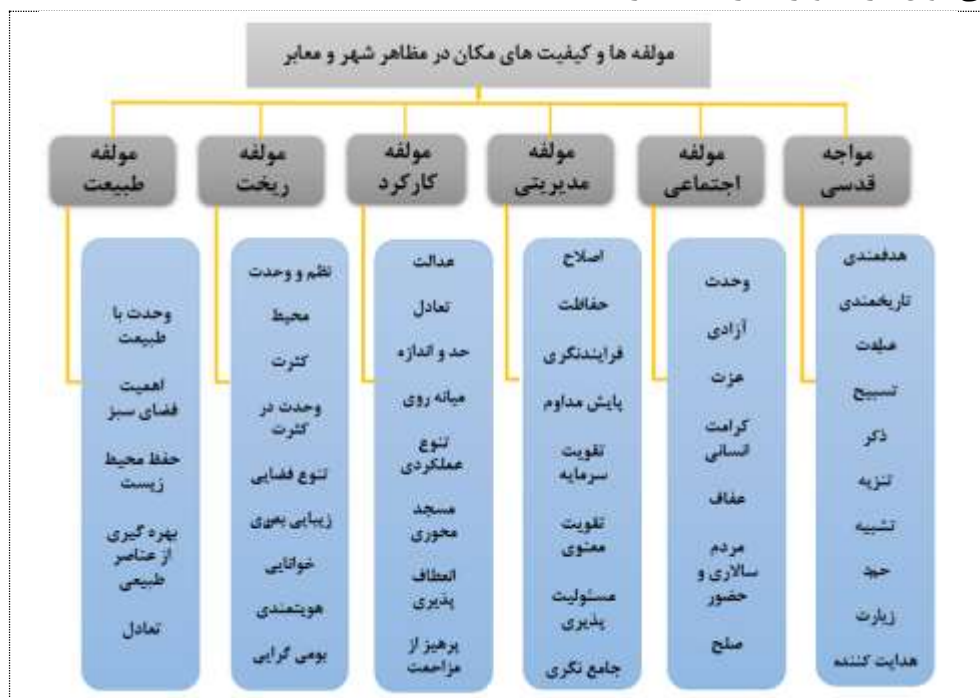 مولفه ها و کیفیت های مکان در مظاهر شهر و معابر
مواجه
قدسی
هدفمندی
تاریخمندی
تسبیح
ذکر
تنزیه
تشبیه
زیارت
هدایت کننده
مولفه
اجتماعی
وحدت
آزادی
عزت
کرامت
انسانی
عفاف
مردم
سالاری و
حضور
صلح
مولفه
مدیریتی
اصلاح
حفاظت
فرایندنگری
پایش مداوم
تقویت
سرمایه
تقویت
معنوی
مسئولیت
پذیری
جامع نگری
مولفه
کارکرد
عدالت
تعادل
حد و اندازه
میانه روی
تنوع
عملکردی
مسجد
محوری
انعطاف
پذیری
پرهیز از
مزاحمت
مولفه
ریخت
نظم و وحدت
محیط
کثرت
وحدت در
کثرت
تنوع فضایی
زیبایی بصری
خوانایی
هویتمندی
بومی گرایی
مولفه
طبیعت
وحدت با
طبیعت
اهمیت
فضای سبز
حفظ محیط
زیست
بهره گیری
از عناصر
طبیعی
تعادل